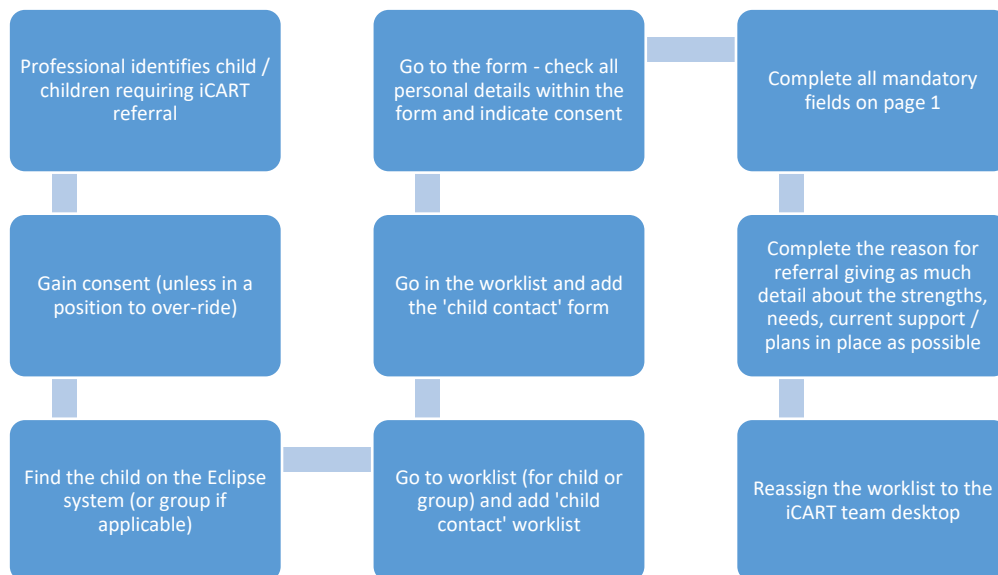 Professional identifies child /
children requiring iCART
referral
Gain consent (unless in a
position to over-ride)
Find the child on the Eclipse
system (or group if
applicable)
Go to worklist (for child or
group) and add 'child
contact' worklist
Go in the worklist and add
the 'child contact' form
Go to the form - check all
personal details within the
form and indicate consent
Complete all mandatory
fields on page 1
Complete the reason for
referral giving as much
detail about the strengths,
needs, current support /
plans in place as possible
Reassign the worklist to the
iCART team desktop